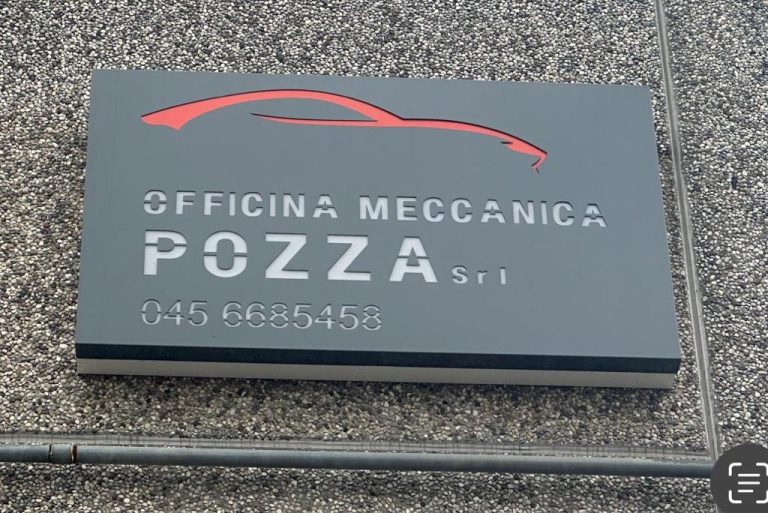 OFFICINA MECCANICA
POZZA Srl
045 6685458